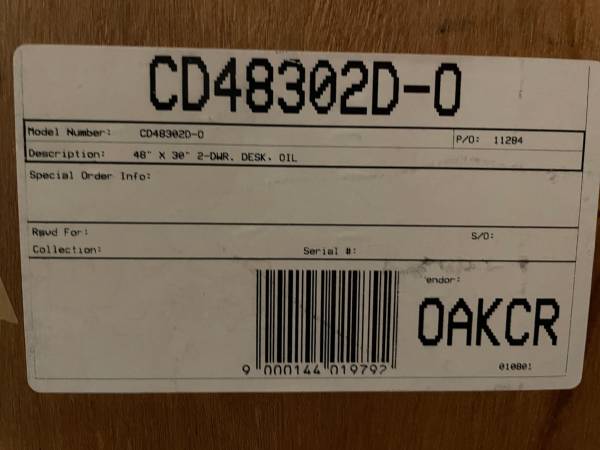 CD48302D-O
Model Number: CD48302D-O P/O: 11284
Description: 48" X 30" 2-DWR. DESK. OIL
Special Order Info:
Rsvd For: S/O:
Collection: Serial #:
endor:
OAKCR
9 000144 019792
010801